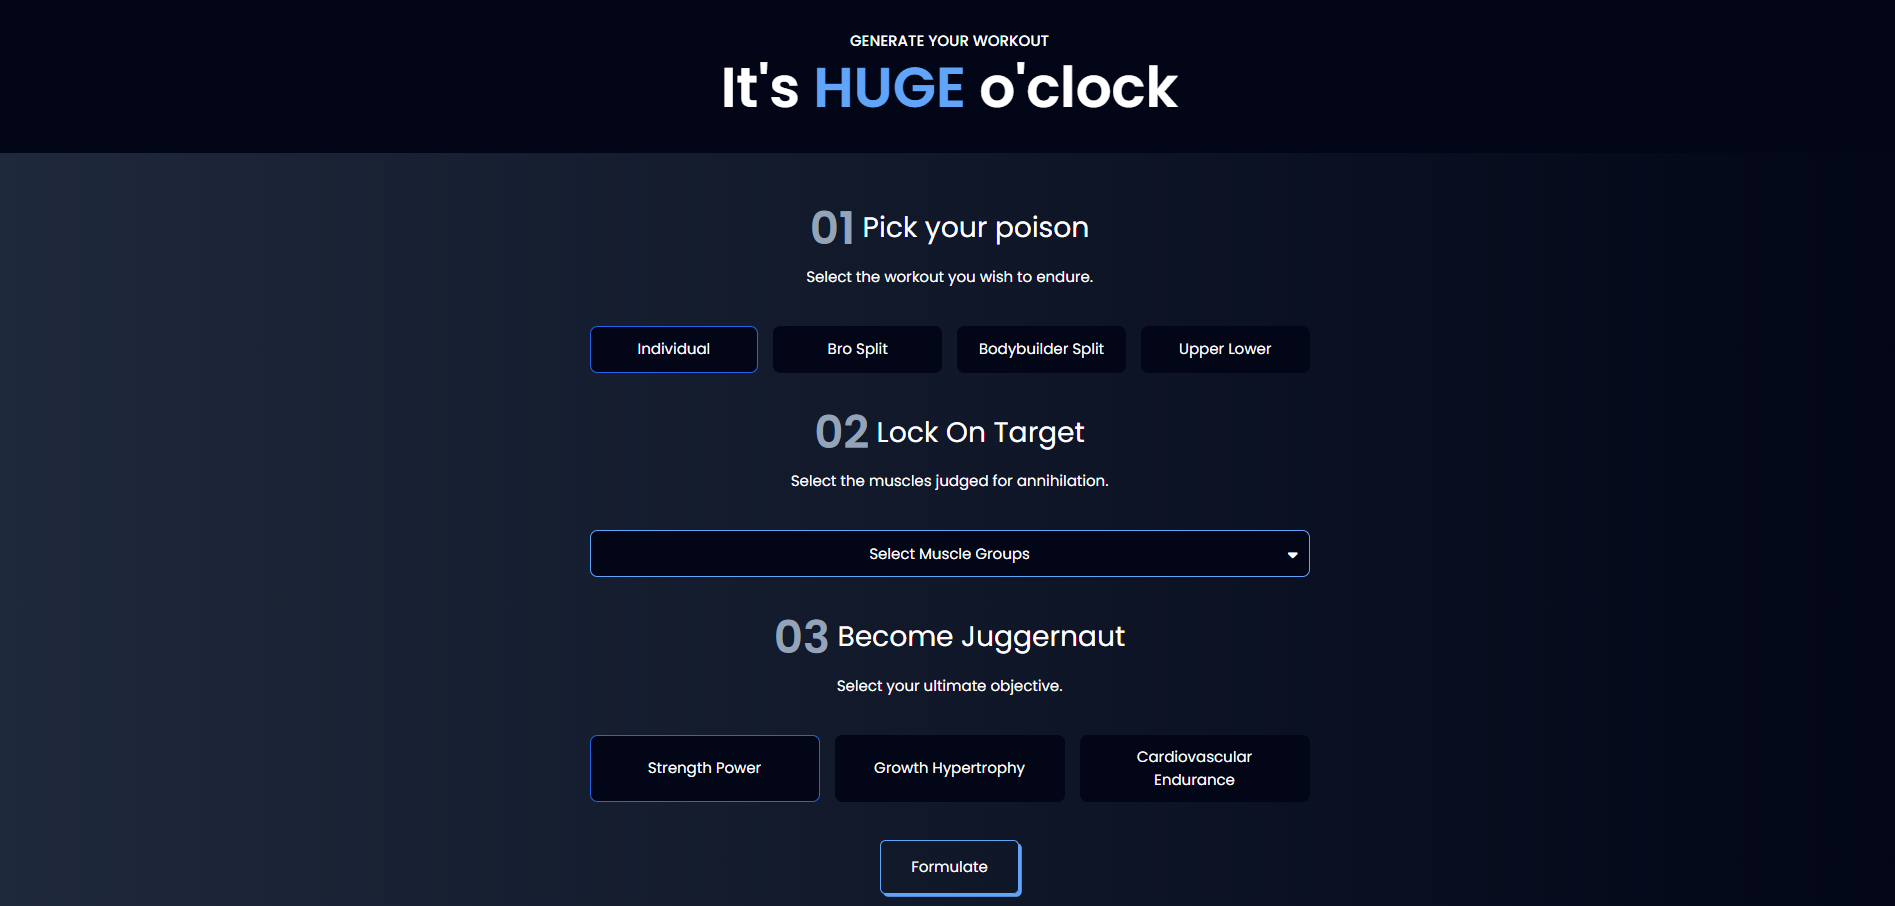 GENERATE YOUR WORKOUT
It's HUGE o'clock
01 Pick your poison
Select the workout you wish to endure.
Individual
Bro Split
Bodybuilder Split
Upper Lower
02 Lock On Target
Select the muscles judged for annihilation.
Select Muscle Groups
03 Become Juggernaut
Select your ultimate objective.
Strength Power
Growth Hypertrophy
Cardiovascular
Endurance
Formulate